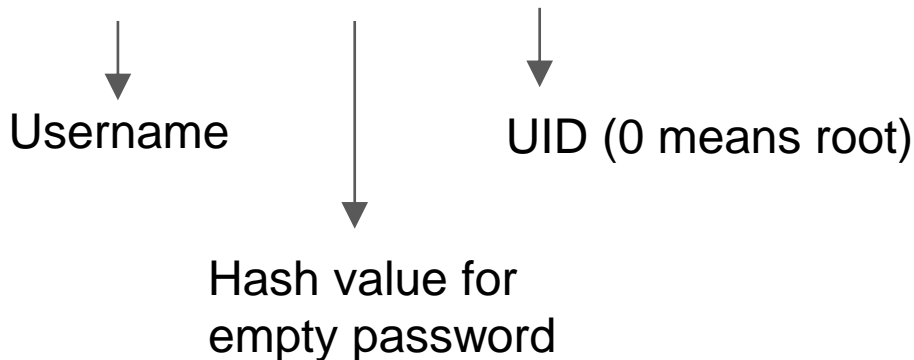 Username
UID (0 means root)
Hash value for
empty password